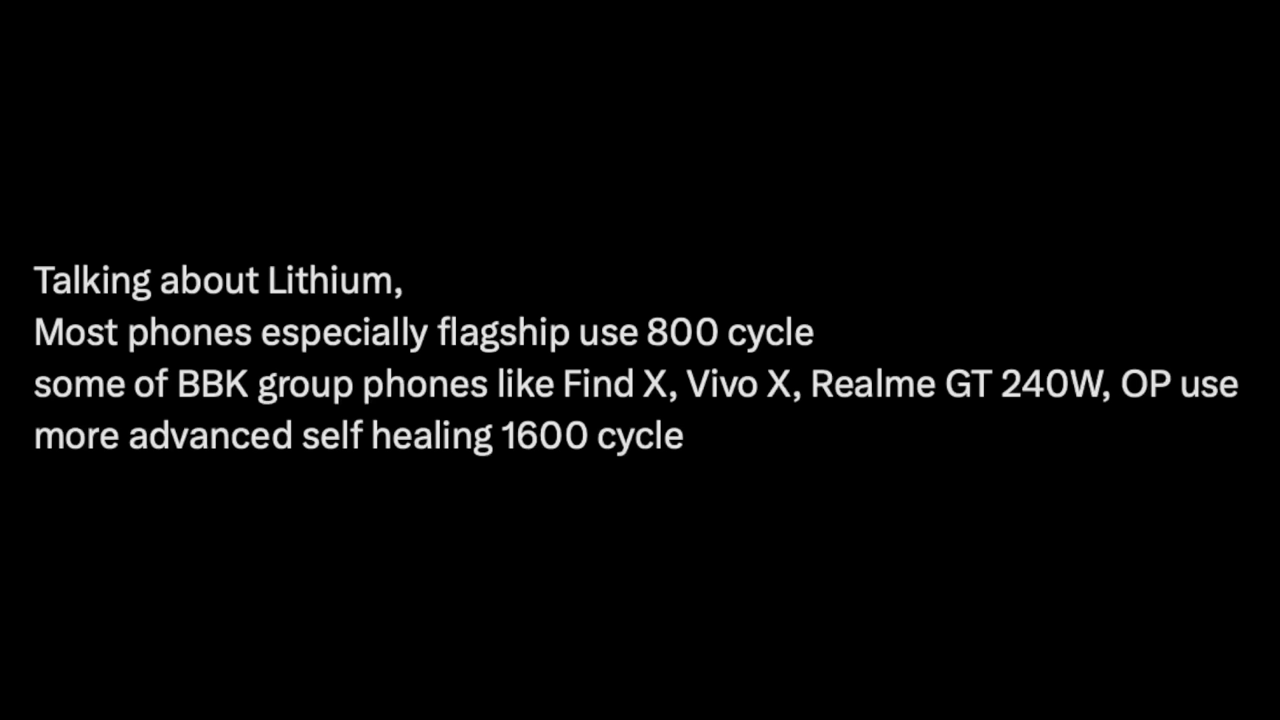 Talking about Lithium,
Most phones especially flagship use 800 cycle
some of BBK group phones like Find X, Vivo X, Realme GT 240W, OP use
more advanced self healing 1600 cycle